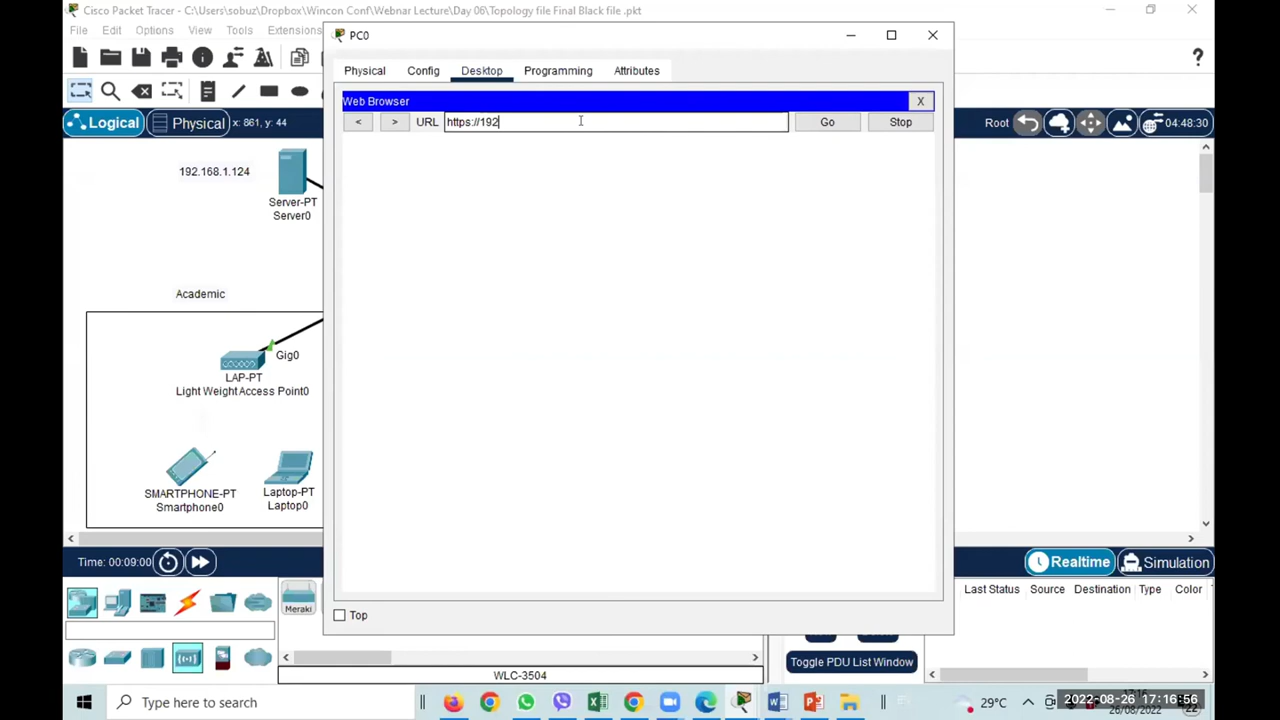 Cisco Packet Tracer - C:\Users\sobuz\Dropbox\Wincon Conf\Webnar Lecture\Day 06\Topology file Final Black file .pkt
File Edit Options View Tools Extensions
PC0
Physical Config Desktop Programming Attributes
Web Browser X
< > URL https://192 Go Stop
Logical Physical x: 861, y: 44
Root 04:48:30
192.168.1.124
Server-PT
Server0
Academic
Gig0
LAP-PT
Light Weight Access Point0
SMARTPHONE-PT
Smartphone0
Laptop-PT
Laptop0
Time: 00:09:00
Realtime Simulation
Meraki
Top
Last Status Source Destination Type Color
Toggle PDU List Window
WLC-3504
Type here to search
29°C
2022-08-26 17:16:56
26/08/2022